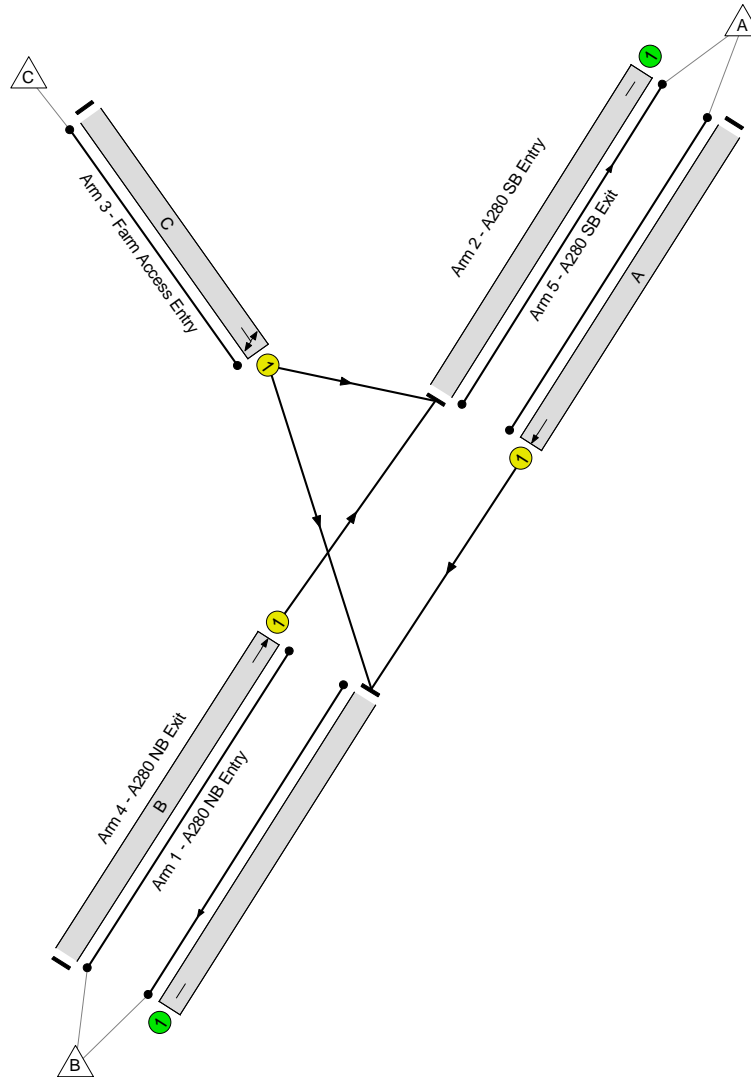 A
C
1
Arm 2 - A280 SB Entry
Arm 5 - A280 SB Exit
C
Arm 3 - Farm Access Entry
A
1
1
1
Arm 4 - A280 NB Exit
B
Arm 1 - A280 NB Entry
1
B